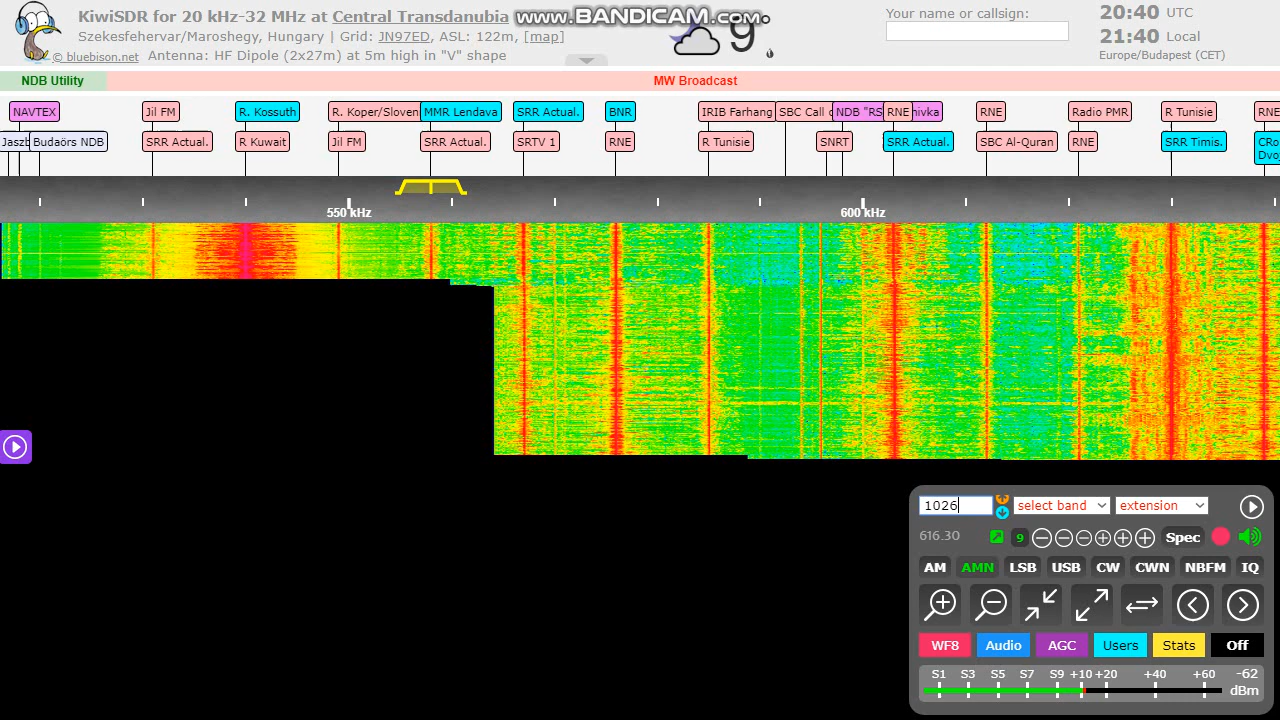 KiwiSDR for 20 kHz-32 MHz at Central Transdanubia
www.BANDICAM.com
Szekesfehervar/Maroshegy, Hungary | Grid: JN97ED, ASL: 122m, [map]
© bluebison.net Antenna: HF Dipole (2x27m) at 5m high in "V" shape
9
Your name or callsign:
20:40 UTC
21:40 Local
Europe/Budapest (CET)
NDB Utility MW Broadcast
NAVTEX Jil FM R. Kossuth R. Koper/Sloven MMR Lendava SRR Actual. BNR IRIB Farhang SBC Call NDB "RS RNE RNE Radio PMR R Tunisie RNE
Budaörs NDB SRR Actual. R Kuwait Jil FM SRR Actual. SRTV 1 RNE R Tunisie SNRT SRR Actual. SBC Al-Quran RNE SRR Timis. CRo
550 kHz 600 kHz
1026 select band extension
616.30 9 Spec
AM AMN LSB USB CW CWN NBFM IQ
WF8 Audio AGC Users Stats Off
S1 S3 S5 S7 S9 +10 +20 +40 +60 -62
dBm